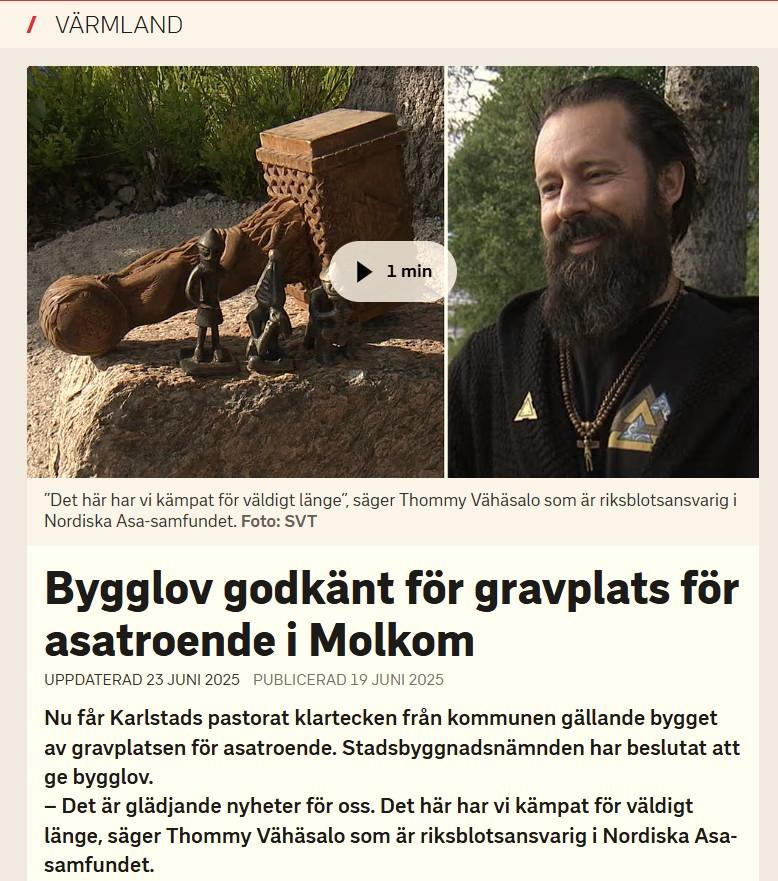 / VÄRMLAND
1 min
”Det här har vi kämpat för väldigt länge”, säger Thommy Vähäsalo som är riksblotsansvarig i
Nordiska Asa-samfundet. Foto: SVT
Bygglov godkänt för gravplats för
asatroende i Molkom
UPPDATERAD 23 JUNI 2025 PUBLICERAD 19 JUNI 2025
Nu får Karlstads pastorat klartecken från kommunen gällande bygget
av gravplatsen för asatroende. Stadsbyggnadsnämnden har beslutat att
ge bygglov.
– Det är glädjande nyheter för oss. Det här har vi kämpat för väldigt
länge, säger Thommy Vähäsalo som är riksblotsansvarig i Nordiska Asa-
samfundet.